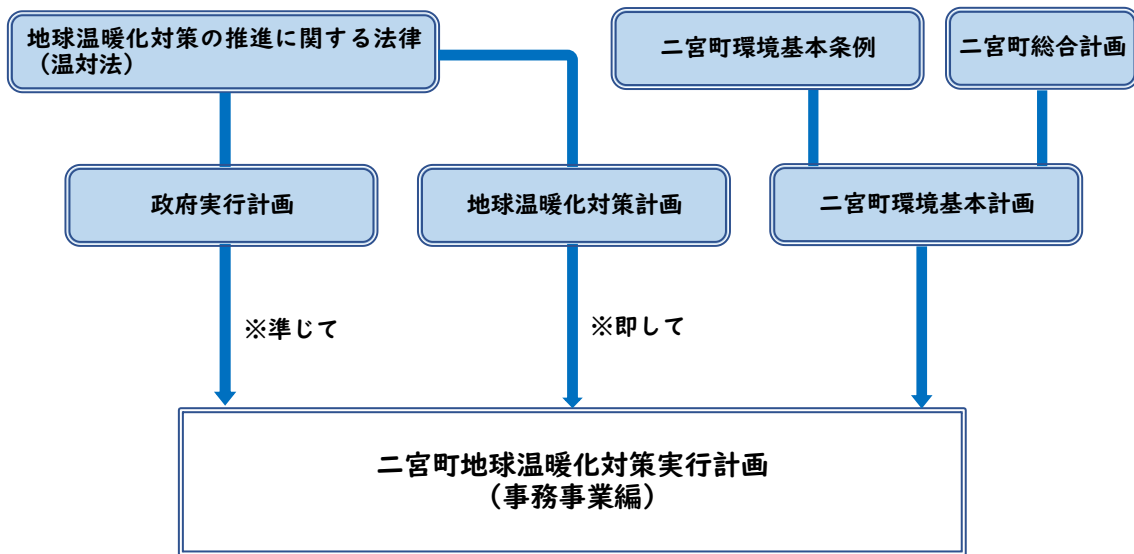 地球温暖化対策の推進に関する法律
（温対法）
二宮町環境基本条例
二宮町総合計画
政府実行計画
地球温暖化対策計画
二宮町環境基本計画
※準じて
※即して
二宮町地球温暖化対策実行計画
（事務事業編）